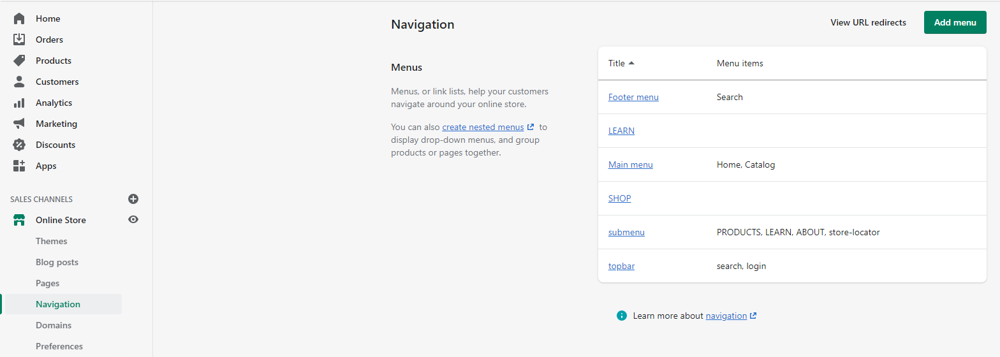 Home
Orders
Products
Customers
Analytics
Marketing
Discounts
Apps
SALES CHANNELS
Online Store
Themes
Blog posts
Pages
Navigation
Domains
Preferences
Navigation
View URL redirects
Add menu
Menus
Menus, or link lists, help your customers
navigate around your online store.
You can also create nested menus to
display drop-down menus, and group
products or pages together.
Title Menu items
Footer menu Search
LEARN
Main menu Home, Catalog
SHOP
submenu PRODUCTS, LEARN, ABOUT, store-locator
topbar search, login
Learn more about navigation